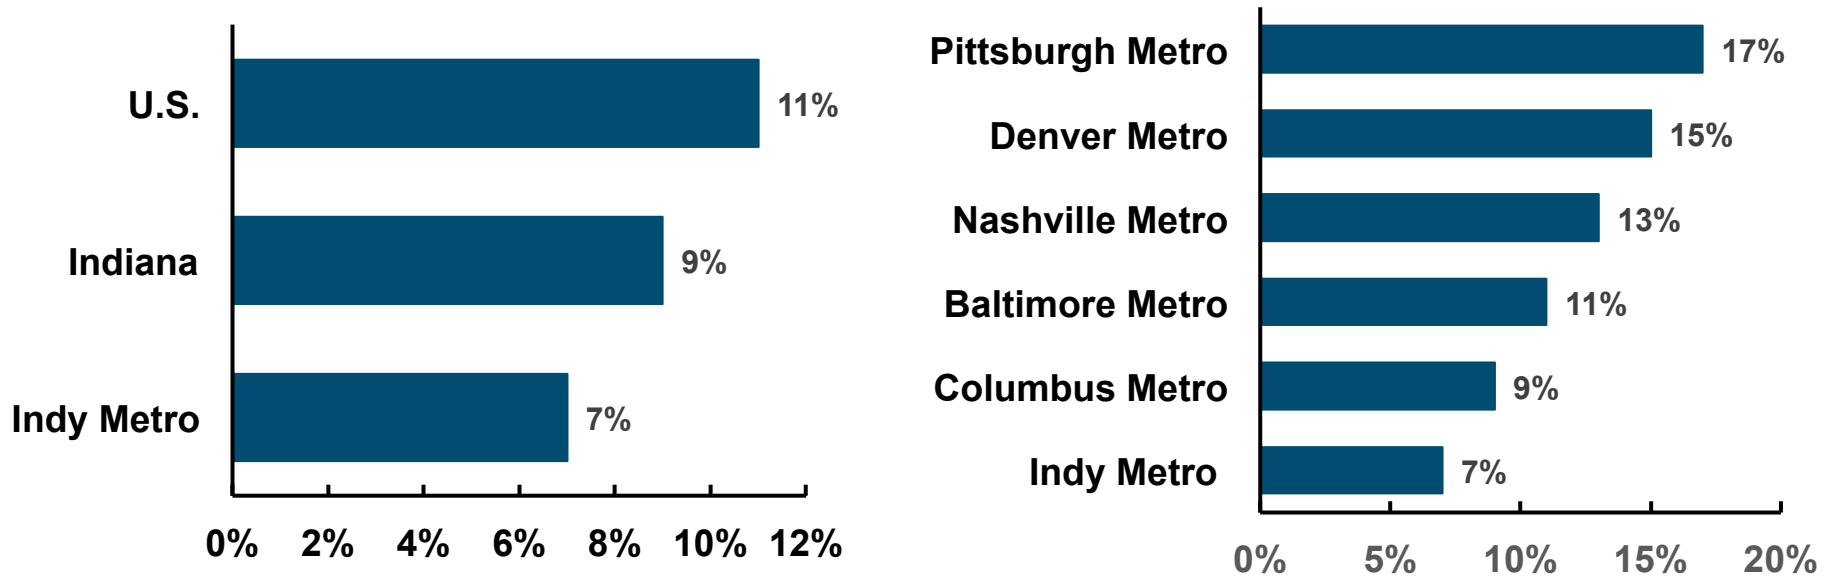 U.S. 11%
Indiana 9%
Indy Metro 7%
0% 2% 4% 6% 8% 10% 12%
Pittsburgh Metro 17%
Denver Metro 15%
Nashville Metro 13%
Baltimore Metro 11%
Columbus Metro 9%
Indy Metro 7%
0% 5% 10% 15% 20%